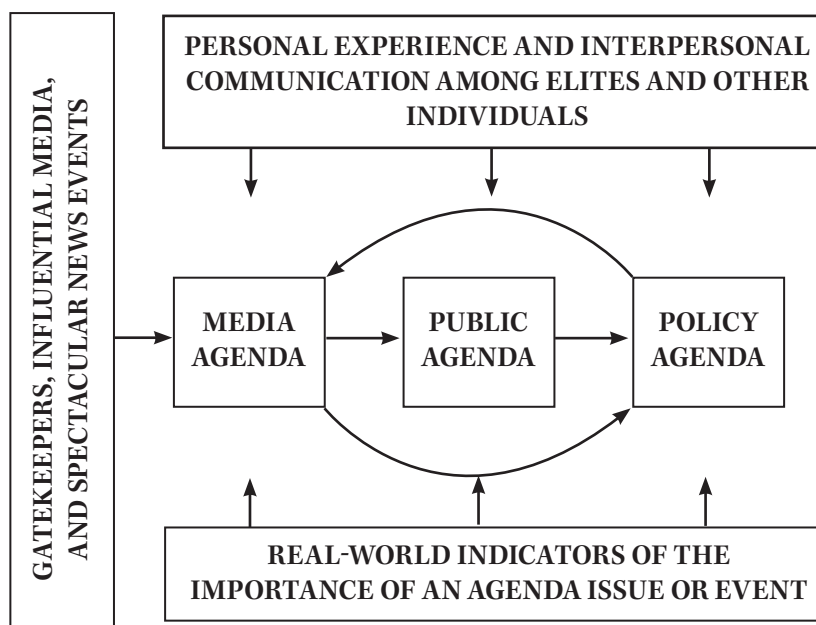 GATEKEEPERS, INFLUENTIAL MEDIA,
AND SPECTACULAR NEWS EVENTS
PERSONAL EXPERIENCE AND INTERPERSONAL
COMMUNICATION AMONG ELITES AND OTHER
INDIVIDUALS
MEDIA
AGENDA
PUBLIC
AGENDA
POLICY
AGENDA
REAL-WORLD INDICATORS OF THE
IMPORTANCE OF AN AGENDA ISSUE OR EVENT